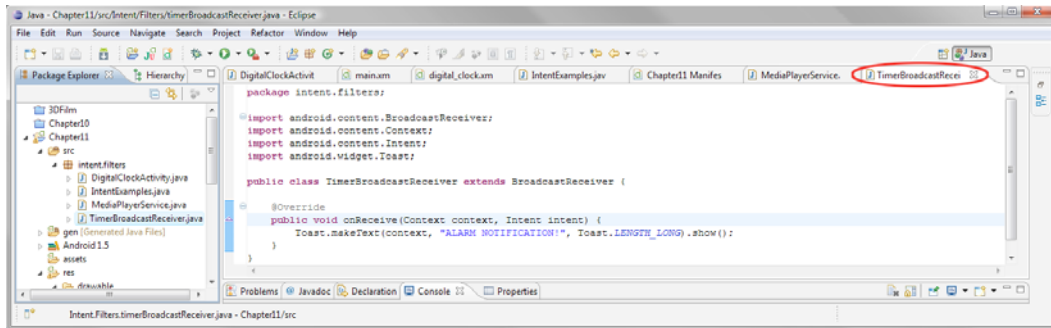 Java - Chapter11/src/Intent/Filters/timerBroadcastReceiver.java - Eclipse
File Edit Run Source Navigate Search Project Refactor Window Help
Java
Package Explorer Hierarchy
DigitalClockActivit main.xm digital_clock.xm IntentExamples.jav Chapter11 Manifes MediaPlayerService. TimerBroadcastRecei
3DFilm
Chapter10
Chapter11
src
intent.filters
DigitalClockActivity.java
IntentExamples.java
MediaPlayerService.java
TimerBroadcastReceiver.java
gen [Generated Java Files]
Android 1.5
assets
res
drawable
package intent.filters;
import android.content.BroadcastReceiver;
import android.content.Context;
import android.content.Intent;
import android.widget.Toast;
public class TimerBroadcastReceiver extends BroadcastReceiver {
@Override
public void onReceive(Context context, Intent intent) {
Toast.makeText(context, "ALARM NOTIFICATION!", Toast.LENGTH_LONG).show();
}
}
Problems Javadoc Declaration Console Properties
Intent.Filters.timerBroadcastReceiver.java - Chapter11/src